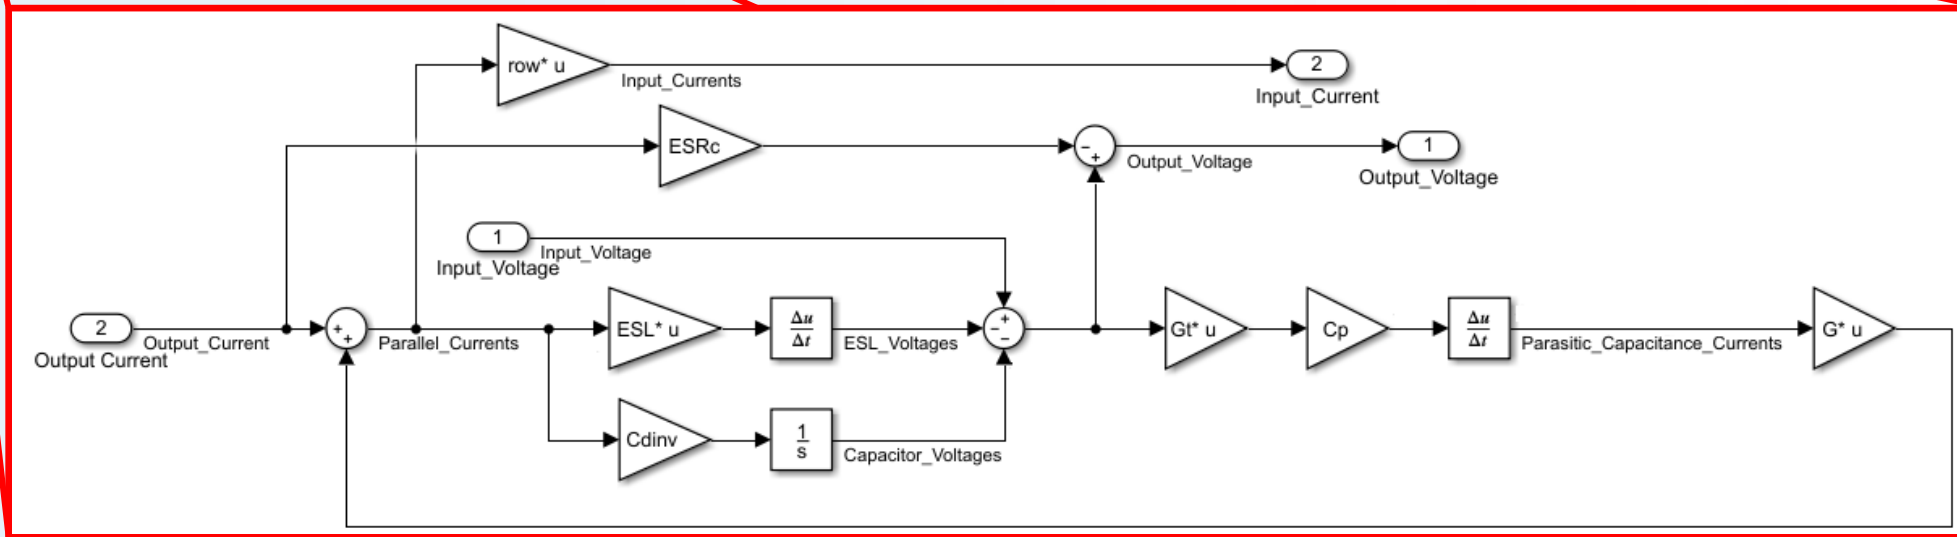 row* u
Input_Currents
2
Input_Current
ESRc
−
+
Output_Voltage
1
Output_Voltage
1
Input_Voltage
Input_Voltage
2
Output_Current
Output Current
+
+
Parallel_Currents
ESL* u
Δu
Δt
ESL_Voltages
+
−
−
Gt* u
Cp
Δu
Δt
Parasitic_Capacitance_Currents
G* u
Cdinv
1
s
Capacitor_Voltages